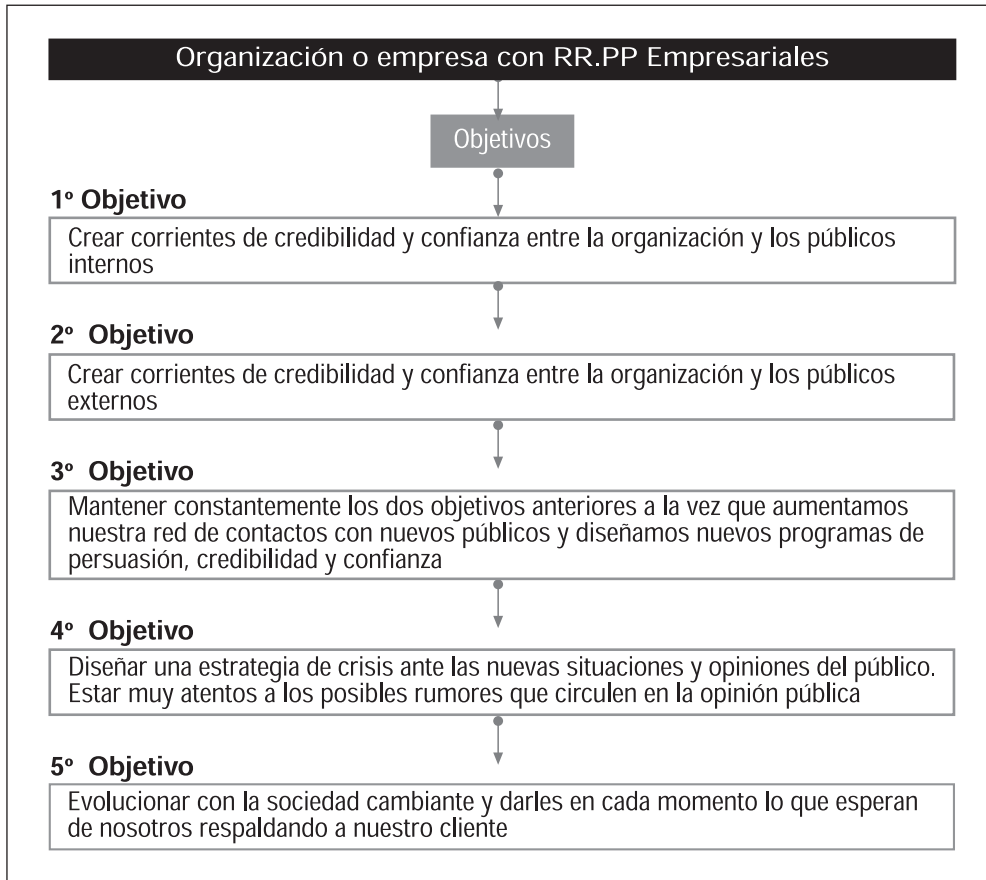 Organización o empresa con RR.PP Empresariales
Objetivos
1º Objetivo
Crear corrientes de credibilidad y confianza entre la organización y los públicos
internos
2º Objetivo
Crear corrientes de credibilidad y confianza entre la organización y los públicos
externos
3º Objetivo
Mantener constantemente los dos objetivos anteriores a la vez que aumentamos
nuestra red de contactos con nuevos públicos y diseñamos nuevos programas de
persuasión, credibilidad y confianza
4º Objetivo
Diseñar una estrategia de crisis ante las nuevas situaciones y opiniones del público.
Estar muy atentos a los posibles rumores que circulen en la opinión pública
5º Objetivo
Evolucionar con la sociedad cambiante y darles en cada momento lo que esperan
de nosotros respaldando a nuestro cliente